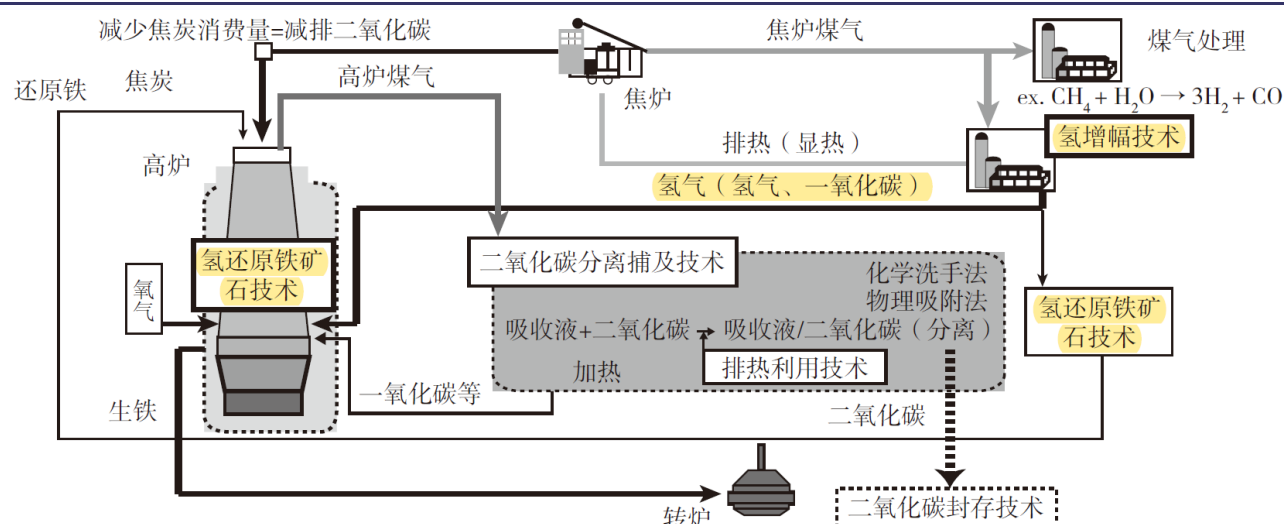 减少焦炭消费量=减排二氧化碳
焦炉煤气
煤气处理
焦炭
高炉煤气
还原铁
焦炉
ex. CH₄ + H₂O → 3H₂ + CO
排热（显热）
氢增幅技术
高炉
氢气（氢气、一氧化碳）
氢还原铁矿
石技术
二氧化碳分离捕及技术
化学洗手法
物理吸附法
氧
气
吸收液+二氧化碳
吸收液/二氧化碳（分离）
氢还原铁矿
石技术
加热
排热利用技术
一氧化碳等
生铁
二氧化碳
转炉
二氧化碳封存技术